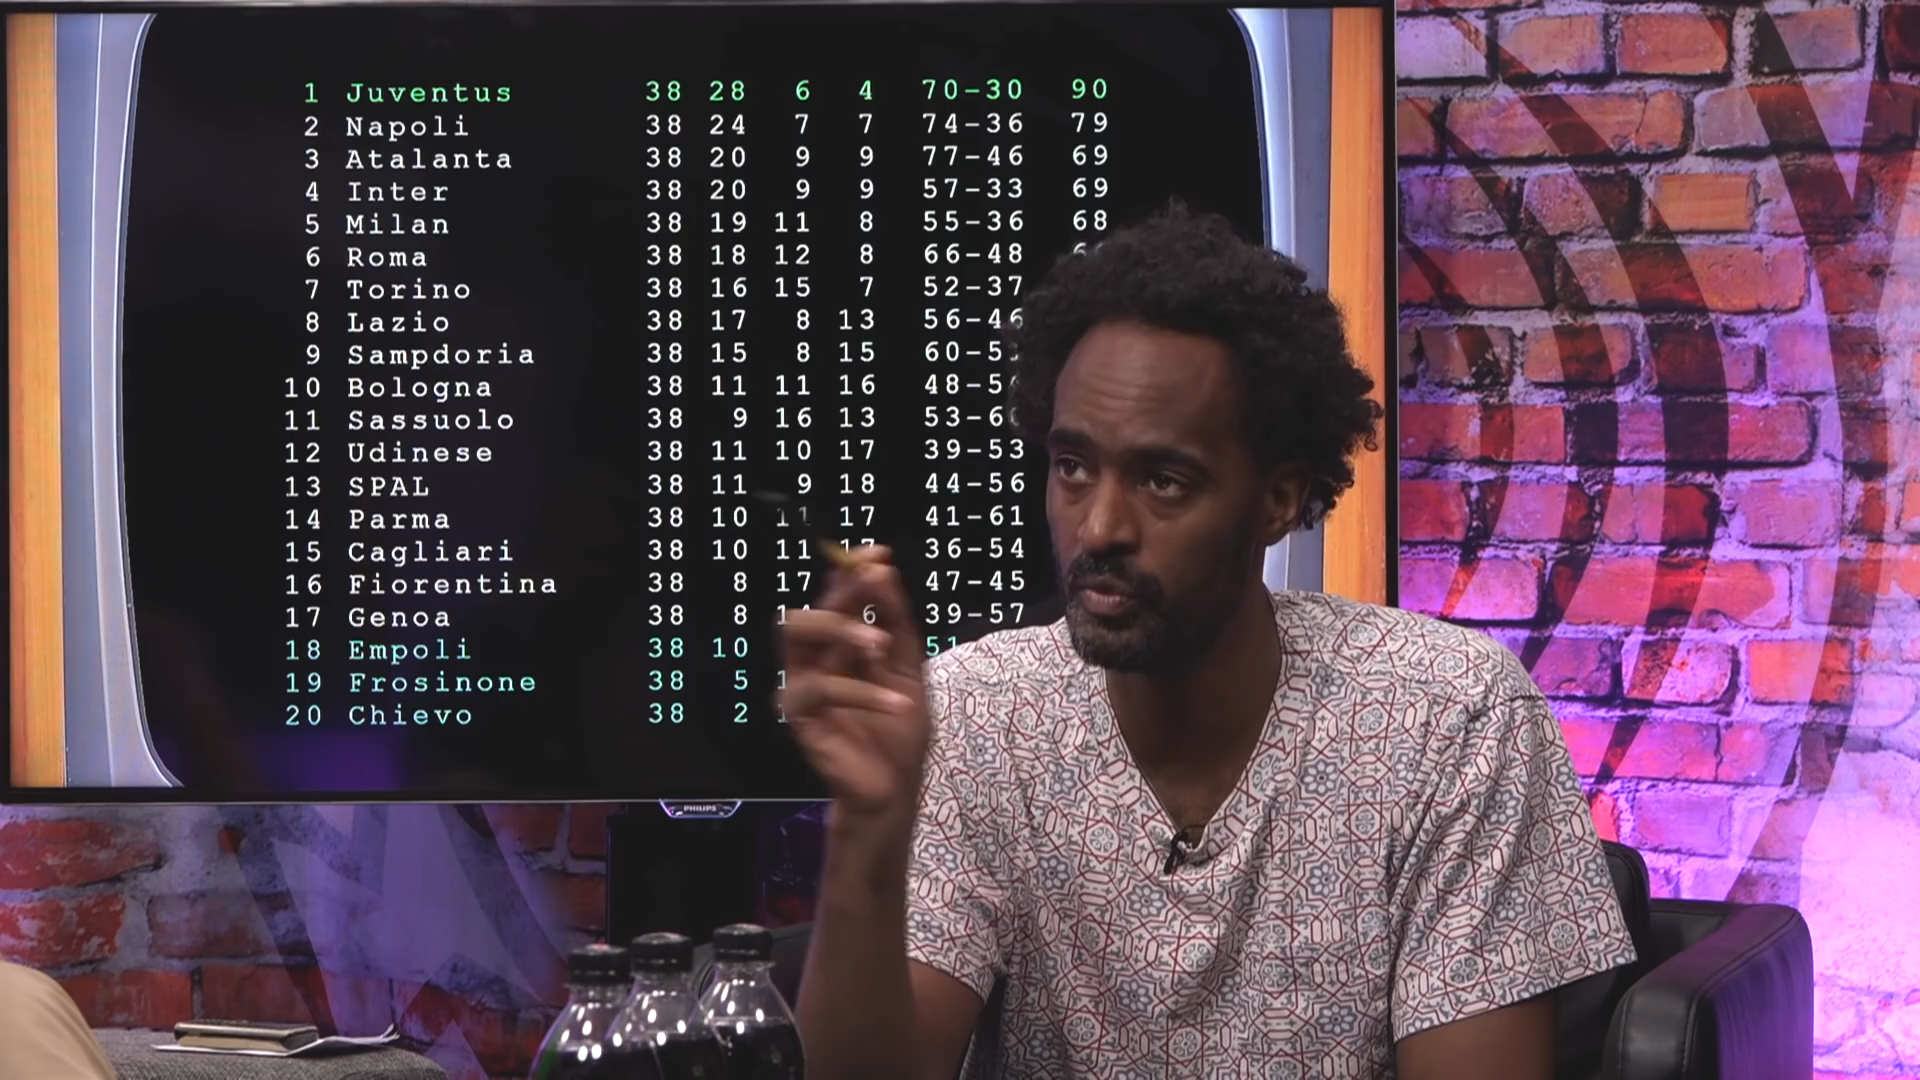 1 Juventus 38 28 6 4 70-30 90
2 Napoli 38 24 7 7 74-36 79
3 Atalanta 38 20 9 9 77-46 69
4 Inter 38 20 9 9 57-33 69
5 Milan 38 19 11 8 55-36 68
6 Roma 38 18 12 8 66-48
7 Torino 38 16 15 7 52-37
8 Lazio 38 17 8 13 56-46
9 Sampdoria 38 15 8 15
10 Bologna 38 11 11 16
11 Sassuolo 38 9 16 13
12 Udinese 38 11 10 17 39-53
13 SPAL 38 11 9 18 44-56
14 Parma 38 10 11 17 41-61
15 Cagliari 38 10 11 36-54
16 Fiorentina 38 8 17 47-45
17 Genoa 38 8 39-57
18 Empoli 38 10 51
19 Frosinone 38 5
20 Chievo 38 2
PHILIPS